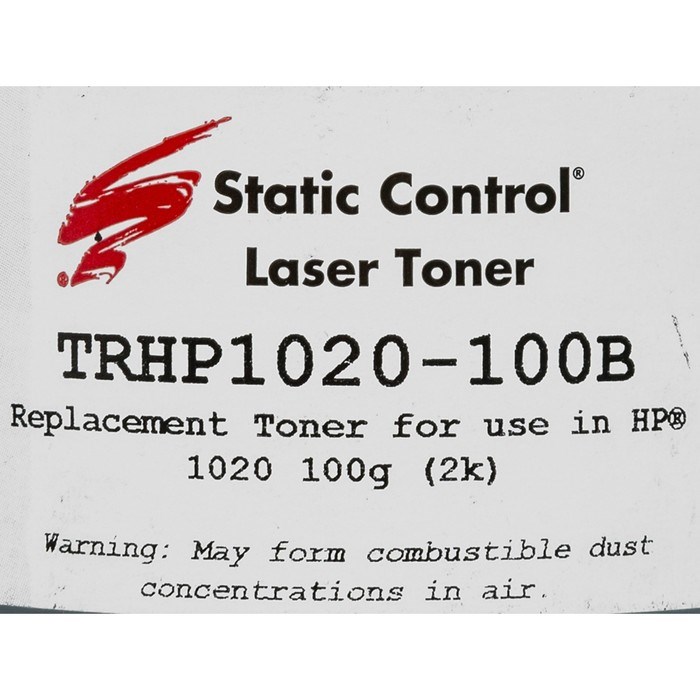 Static Control®
Laser Toner
TRHP1020-100B
Replacement Toner for use in HP®
1020 100g (2k)
Warning: May form combustible dust
concentrations in air.